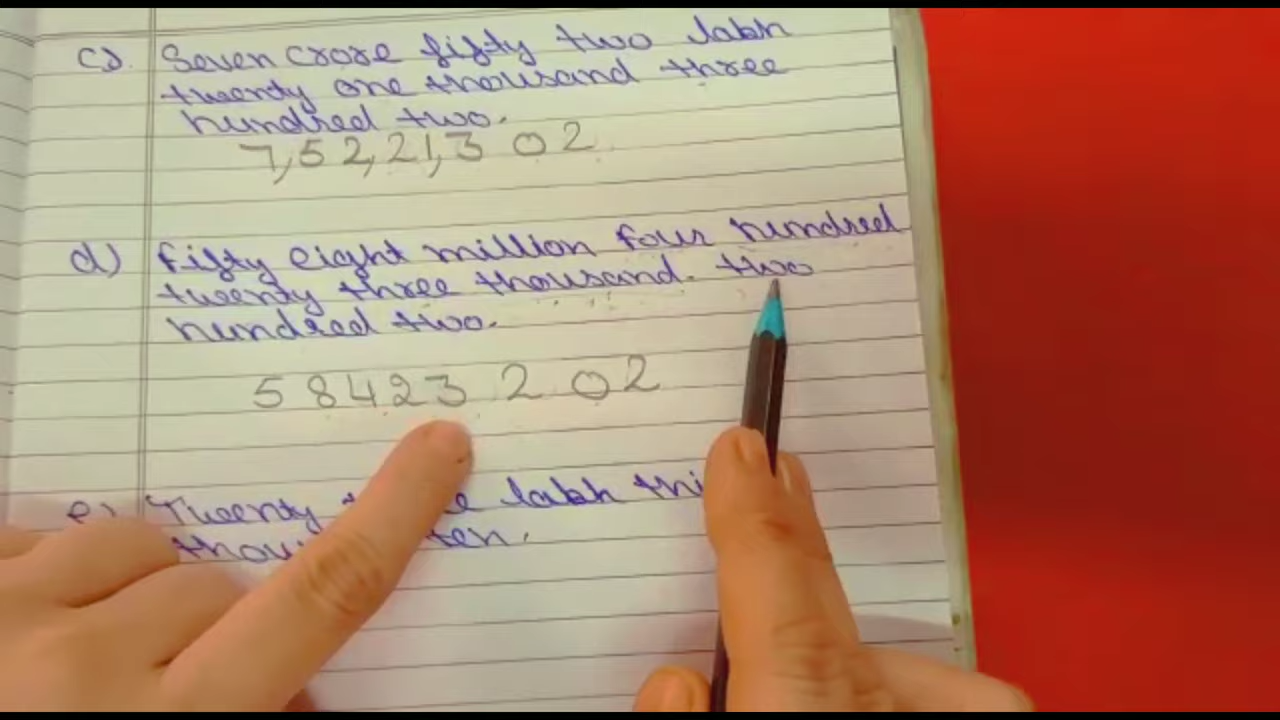 c). Seven crore fifty two lakh
twenty one thousand three
hundred two.
7,52,21,3 0 2
d) fifty eight million four hundred
twenty three thousand. two
hundred two.
5 8 4 2 3 2 0 2
e) Twenty lakh
ten.